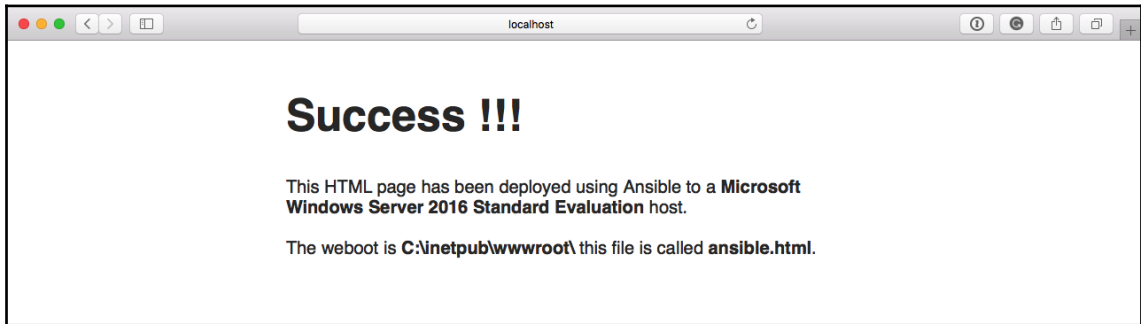 localhost
Success !!!
This HTML page has been deployed using Ansible to a Microsoft
Windows Server 2016 Standard Evaluation host.
The weboot is C:\inetpub\wwwroot\ this file is called ansible.html.